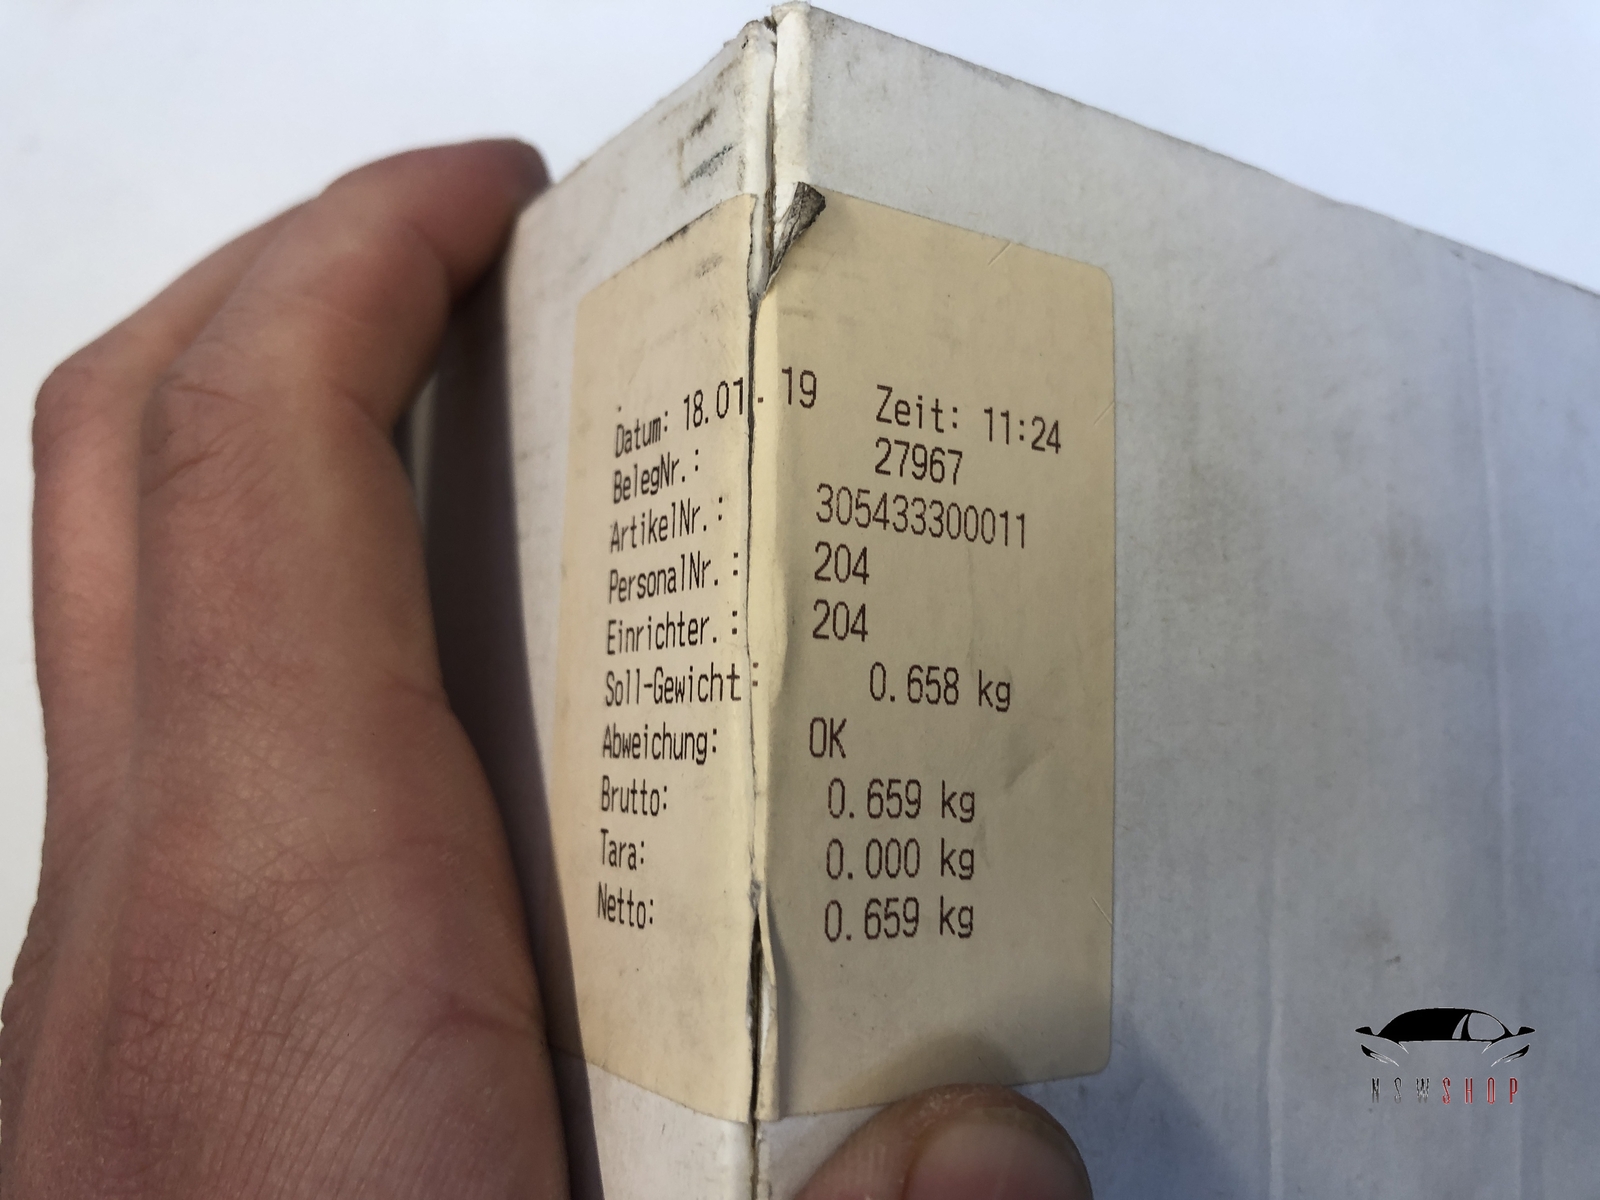 Datum: 18.01.19 Zeit: 11:24
BelegNr.: 27967
ArtikelNr.: 305433300011
PersonalNr.: 204
Einrichter.: 204
Soll-Gewicht: 0.658 kg
Abweichung: OK
Brutto: 0.659 kg
Tara: 0.000 kg
Netto: 0.659 kg
NSWSHOP